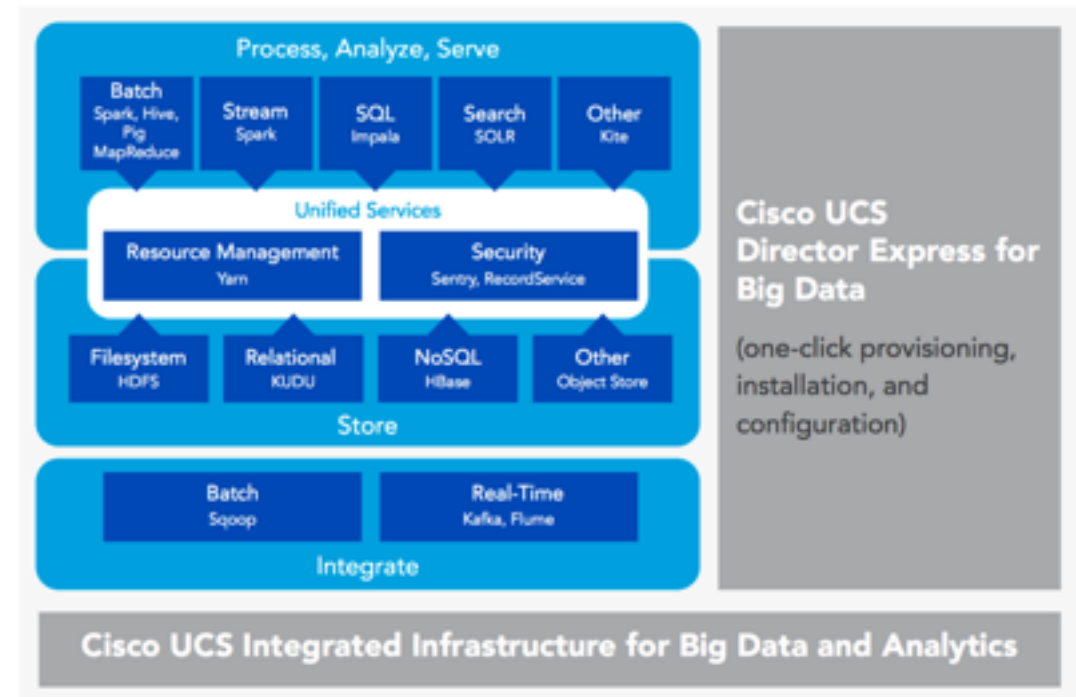 Process, Analyze, Serve
Batch
Spark, Hive,
Pig
MapReduce
Stream
Spark
SQL
Impala
Search
SOLR
Other
Kite
Unified Services
Resource Management
Yarn
Security
Sentry, RecordService
Filesystem
HDFS
Relational
KUDU
NoSQL
HBase
Other
Object Store
Store
Batch
Sqoop
Real-Time
Kafka, Flume
Integrate
Cisco UCS
Director Express for
Big Data
(one-click provisioning,
installation, and
configuration)
Cisco UCS Integrated Infrastructure for Big Data and Analytics